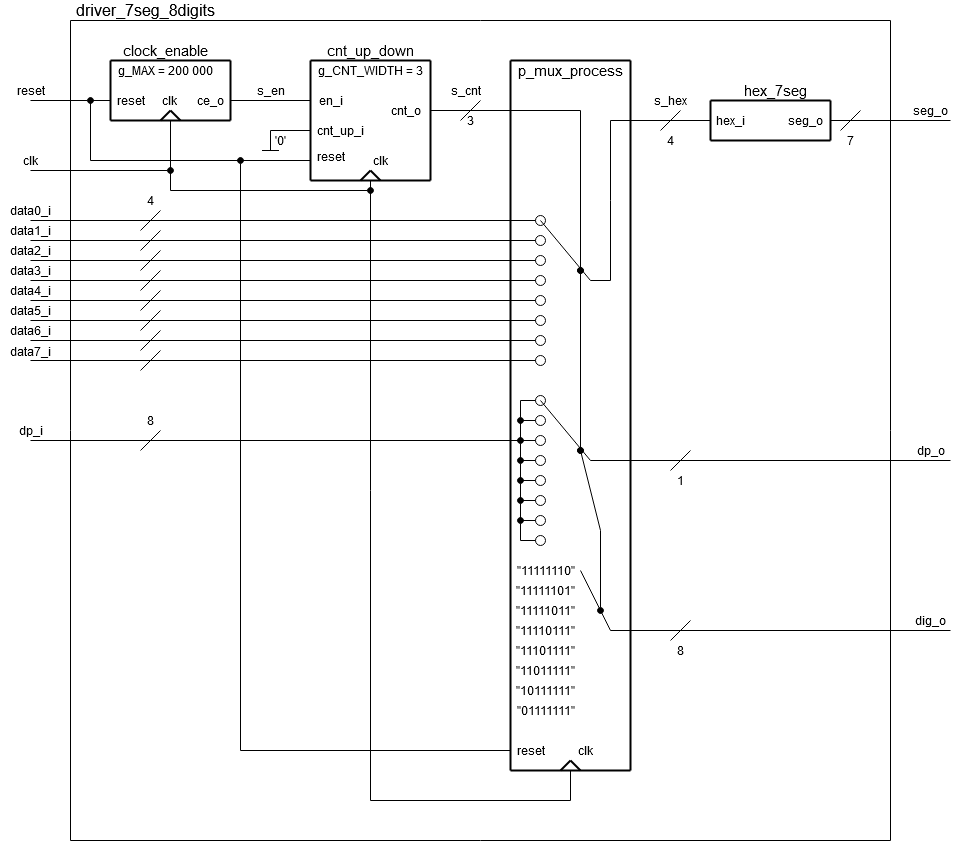 driver_7seg_8digits
clock_enable
g_MAX = 200 000
reset
clk
ce_o
cnt_up_down
g_CNT_WIDTH = 3
en_i
cnt_up_i
reset
cnt_o
clk
p_mux_process
hex_7seg
hex_i
seg_o
reset
clk
s_en
'0'
s_cnt
3
s_hex
4
seg_o
7
data0_i
4
data1_i
data2_i
data3_i
data4_i
data5_i
data6_i
data7_i
dp_i
8
dp_o
1
"11111110"
"11111101"
"11111011"
"11110111"
"11101111"
"11011111"
"10111111"
"01111111"
dig_o
8
reset
clk